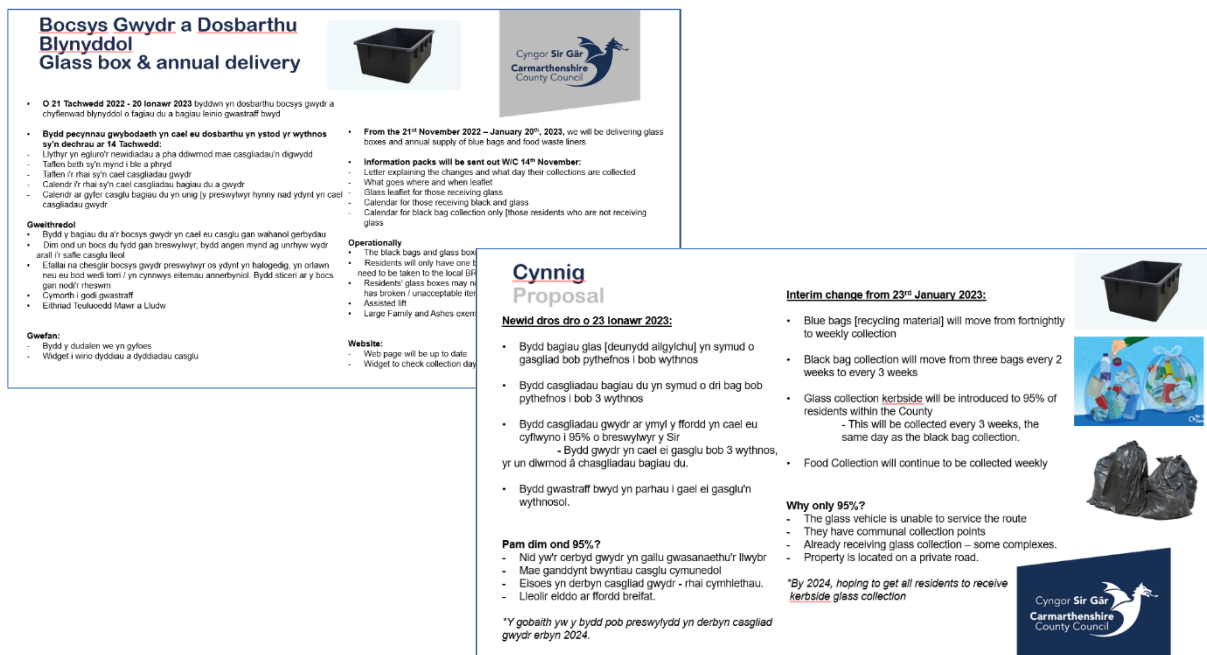 Bocsys Gwydr a Dosbarthu
Blynyddol
Glass box & annual delivery
Cyngor Sir Gâr
Carmarthenshire
County Council
• O 21 Tachwedd 2022 - 20 Ionawr 2023 byddwn yn dosbarthu bocsys gwydr a
chyflenwad blynyddol o fagiau du a bagiau leinio gwastraff bwyd
• Bydd pecynnau gwybodaeth yn cael eu dosbarthu yn ystod yr wythnos
sy'n dechrau ar 14 Tachwedd:
- Llythyr yn egluro'r newidiadau a pha ddiwrnod mae casgliadau'n digwydd
- Taflen beth sy'n mynd i ble a phryd
- Taflen i'r rhai sy'n cael casgliadau gwydr
- Calendr i'r rhai sy'n cael casgliadau bagiau du a gwydr
- Calendr ar gyfer casglu bagiau du yn unig [y preswylwyr hynny nad ydynt yn cael
casgliadau gwydr
Gweithredol
• Bydd y bagiau du a'r bocsys gwydr yn cael eu casglu gan wahanol gerbydau
• Dim ond un bocs du fydd gan breswylwyr, bydd angen mynd ag unrhyw wydr
arall i'r safle casglu lleol
• Efallai na chesglir bocsys gwydr preswylwyr os ydynt yn halogedig, yn orlawn
neu eu bod wedi torri / yn cynnwys eitemau annerbyniol. Bydd sticeri ar y bocs
gan nodi'r rheswm
• Cymorth i godi gwastraff
• Eithriad Teuluoedd Mawr a Lludw
Gwefan:
- Bydd y dudalen we yn gyfoes
- Widget i wirio dyddiau a dyddiadau casglu
• From the 21st November 2022 – January 20th, 2023, we will be delivering glass
boxes and annual supply of blue bags and food waste liners
• Information packs will be sent out W/C 14th November:
- Letter explaining the changes and what day their collections are collected
- What goes where and when leaflet
- Glass leaflet for those receiving glass
- Calendar for those receiving black and glass
- Calendar for black bag collection only [those residents who are not receiving
glass
Operationally
• The black bags and glass
• Residents will only have one
need to be taken to the local
• Residents' glass boxes may
has broken / unacceptable
• Assisted lift
• Large Family and Ashes
Website:
- Web page will be up to date
- Widget to check collection
Cynnig
Proposal
Newid dros dro o 23 Ionawr 2023:
• Bydd bagiau glas [deunydd ailgylchu] yn symud o
gasgliad bob pythefnos i bob wythnos
• Bydd casgliadau bagiau du yn symud o dri bag bob
pythefnos i bob 3 wythnos
• Bydd casgliadau gwydr ar ymyl y ffordd yn cael eu
cyflwyno i 95% o breswylwyr y Sir
- Bydd gwydr yn cael ei gasglu bob 3 wythnos,
yr un diwrnod â chasgliadau bagiau du.
• Bydd gwastraff bwyd yn parhau i gael ei gasglu'n
wythnosol.
Pam dim ond 95%?
- Nid yw'r cerbyd gwydr yn gallu gwasanaethu'r llwybr
- Mae ganddynt bwyntiau casglu cymunedol
- Eisoes yn derbyn casgliad gwydr - rhai cymhlethau.
- Lleolir eiddo ar ffordd breifat.
*Y gobaith yw y bydd pob preswylydd yn derbyn casgliad
gwydr erbyn 2024.
Interim change from 23rd January 2023:
• Blue bags [recycling material] will move from fortnightly
to weekly collection
• Black bag collection will move from three bags every 2
weeks to every 3 weeks
• Glass collection kerbside will be introduced to 95% of
residents within the County
- This will be collected every 3 weeks, the
same day as the black bag collection.
• Food Collection will continue to be collected weekly
Why only 95%?
- The glass vehicle is unable to service the route
- They have communal collection points
- Already receiving glass collection – some complexes.
- Property is located on a private road.
*By 2024, hoping to get all residents to receive
kerbside glass collection
Cyngor Sir Gâr
Carmarthenshire
County Council